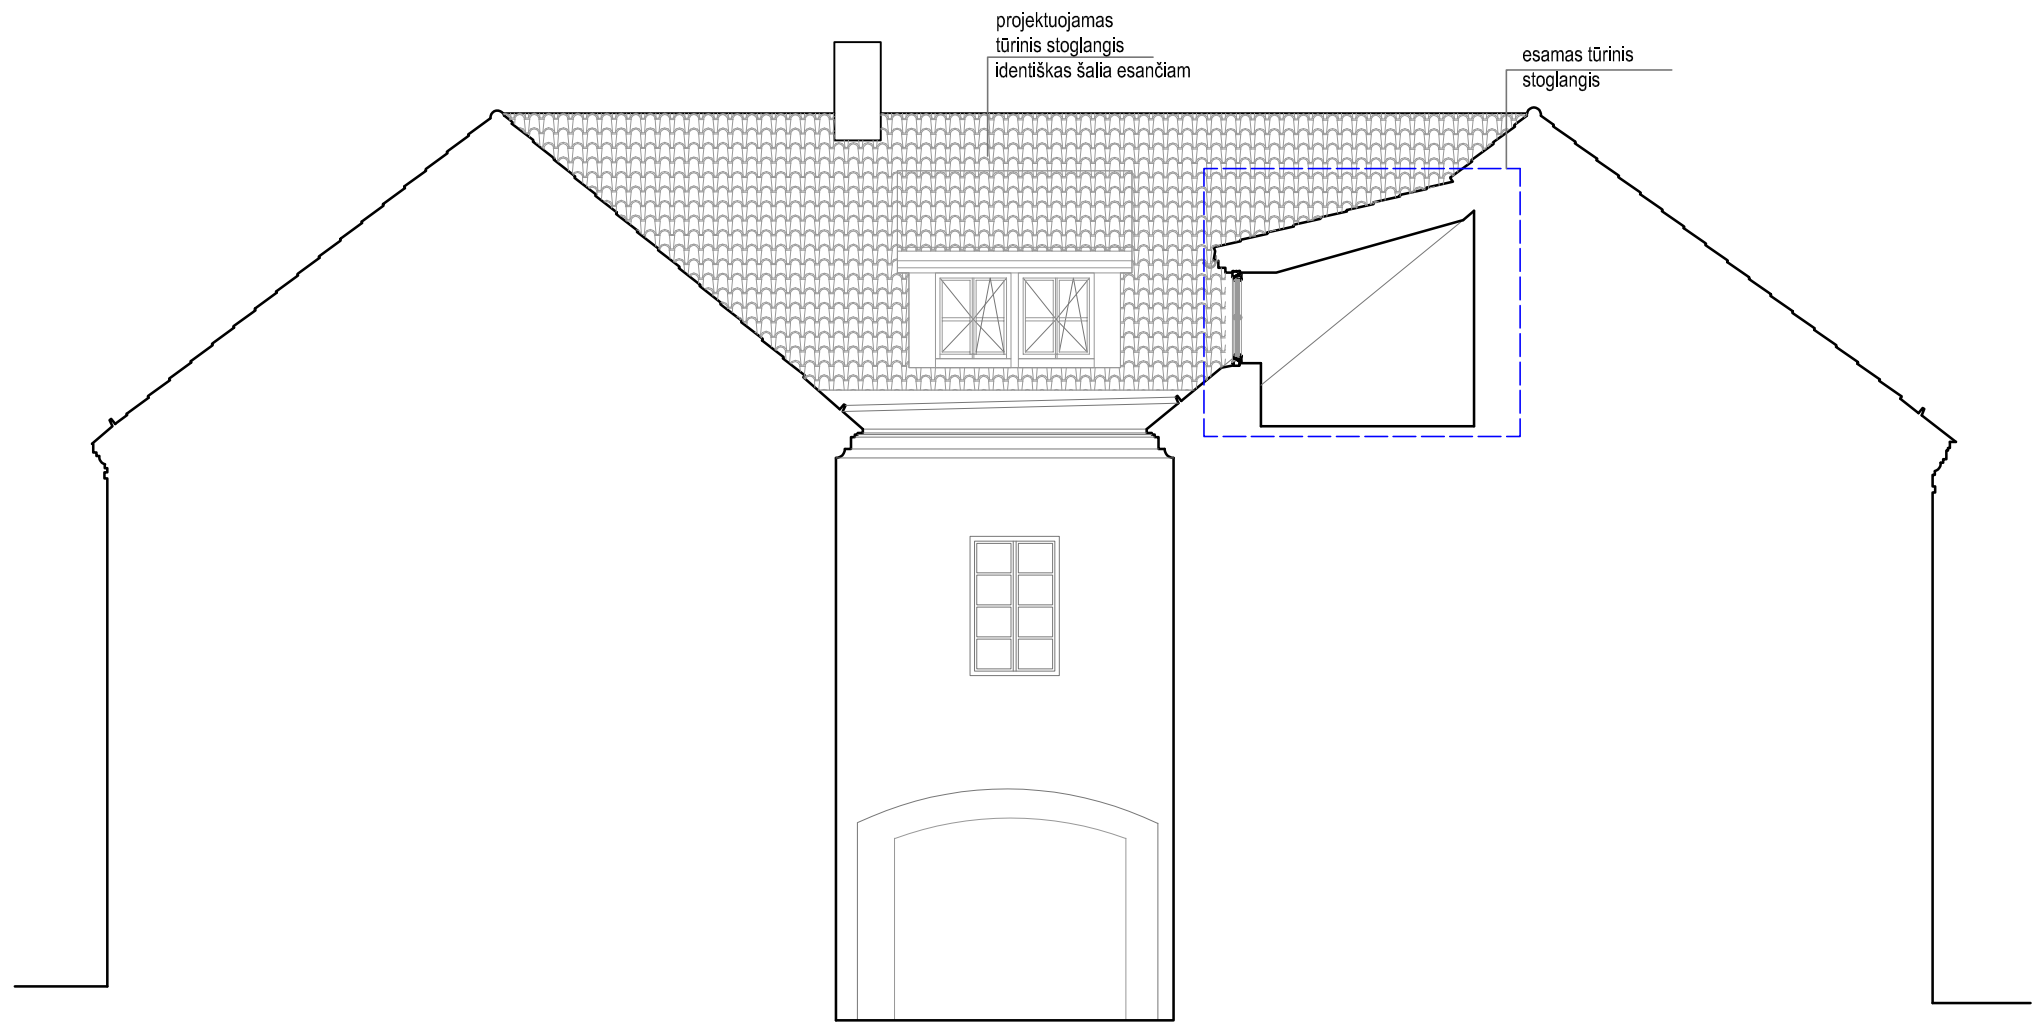 projektuojamas
tūrinis stoglangis
identiškas šalia esančiam
esamas tūrinis
stoglangis